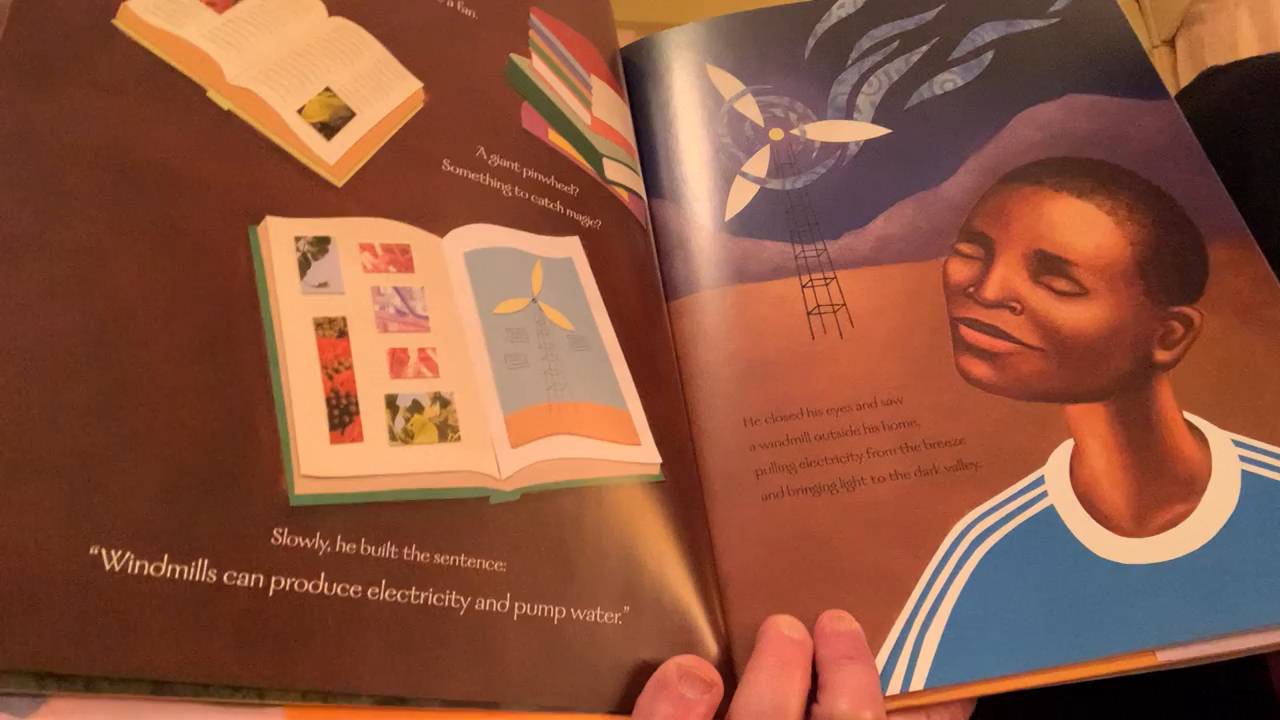 a fan.
"A giant pinwheel?
Something to catch magic?
Slowly, he built the sentence:
"Windmills can produce electricity and pump water."
He closed his eyes and saw
a windmill outside his home,
pulling electricity from the breeze
and bringing light to the dark valley.